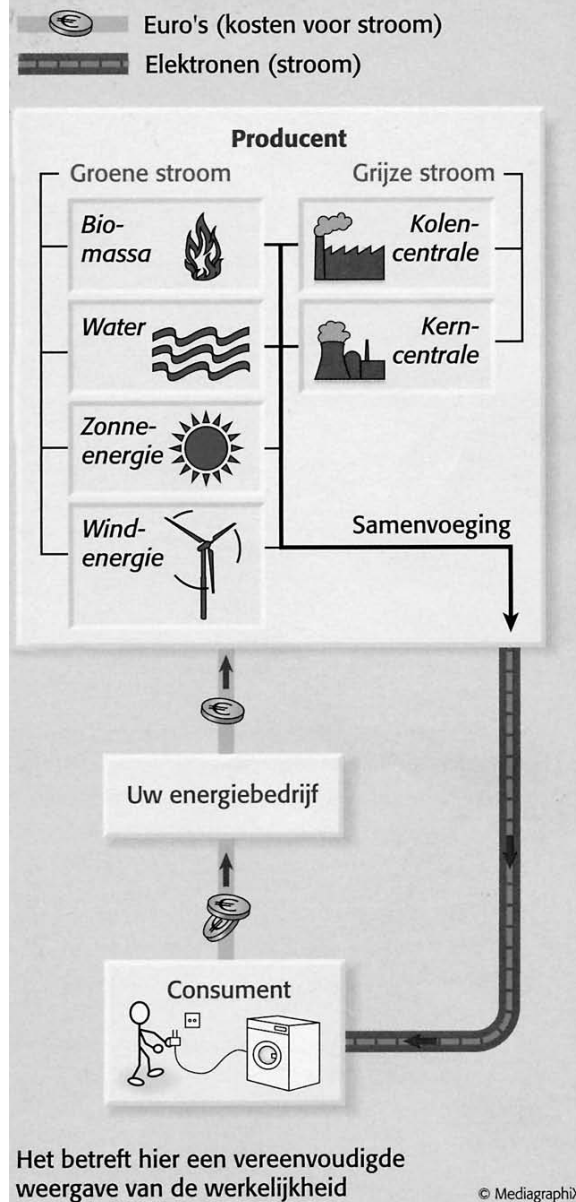 Euro's (kosten voor stroom)
Elektronen (stroom)
Producent
Groene stroom
Grijze stroom
Bio-
massa
Kolen-
centrale
Water
Kern-
centrale
Zonne-
energie
Wind-
energie
Samenvoeging
€
Uw energiebedrijf
€
Consument
Het betreft hier een vereenvoudigde
weergave van de werkelijkheid
© Mediagraphi